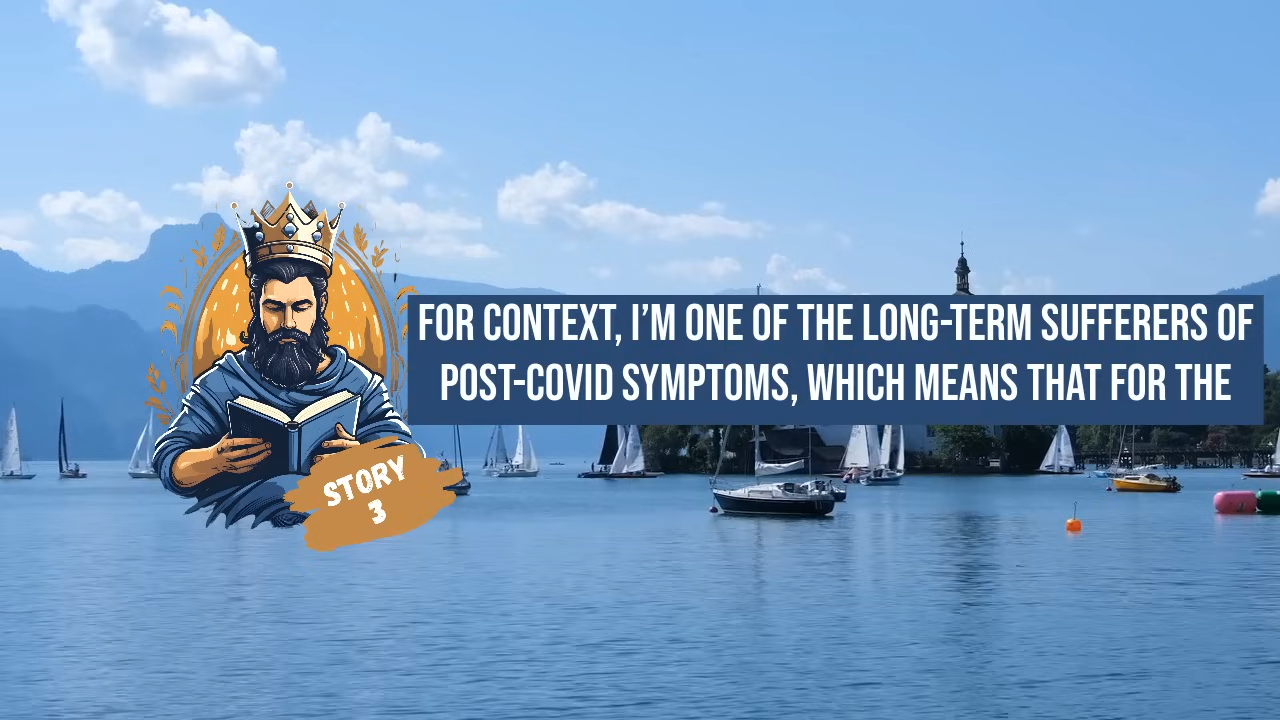 FOR CONTEXT, I'M ONE OF THE LONG-TERM SUFFERERS OF
POST-COVID SYMPTOMS, WHICH MEANS THAT FOR THE
STORY
3